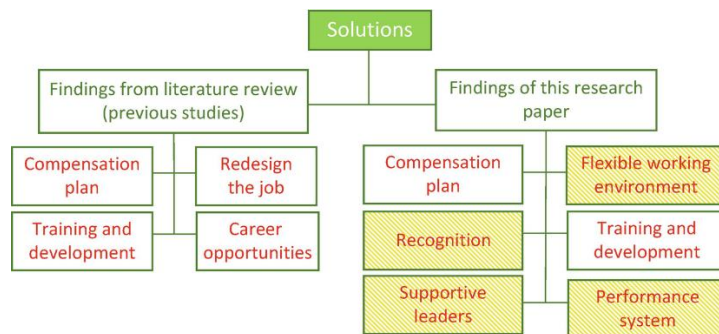 Solutions
Findings from literature review
(previous studies)
Findings of this research
paper
Compensation
plan
Redesign
the job
Training and
development
Career
opportunities
Compensation
plan
Flexible working
environment
Recognition
Training and
development
Supportive
leaders
Performance
system